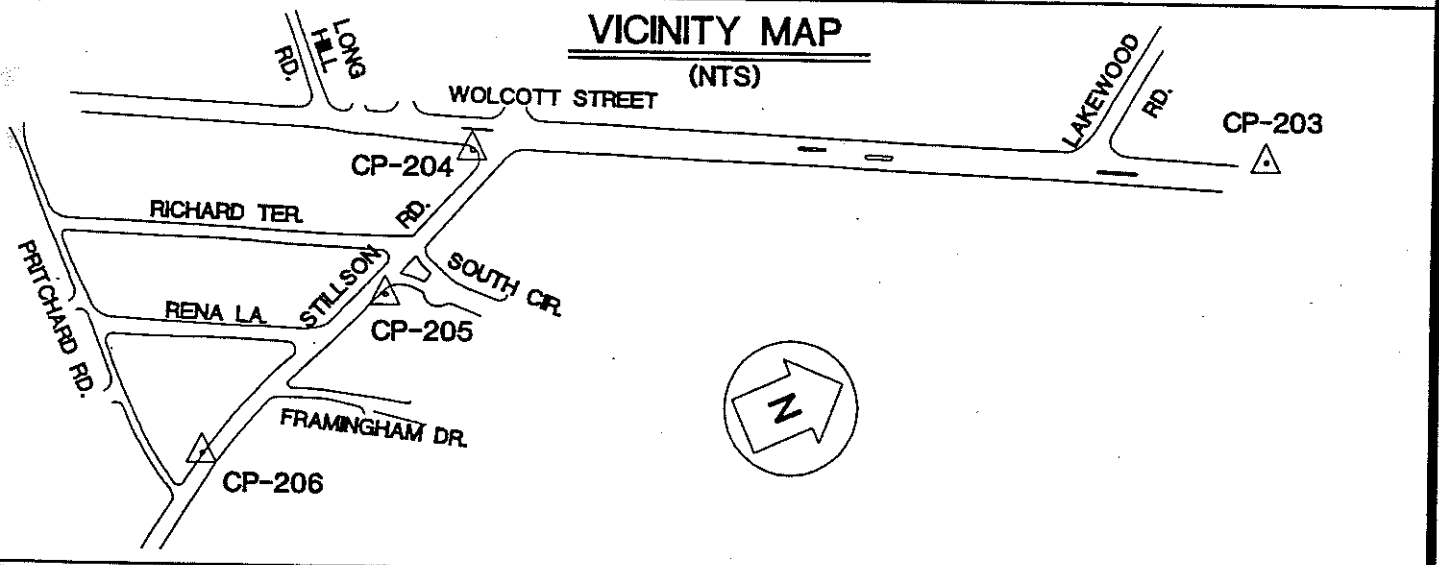 VICINITY MAP
(NTS)
LONG
HILL
RD.
WOLCOTT STREET
LAKEWOOD
RD.
CP-203
CP-204
RICHARD TER.
RD.
STILLSON
SOUTH CIR.
PRITCHARD RD.
RENA LA.
CP-205
N
FRAMINGHAM DR.
CP-206